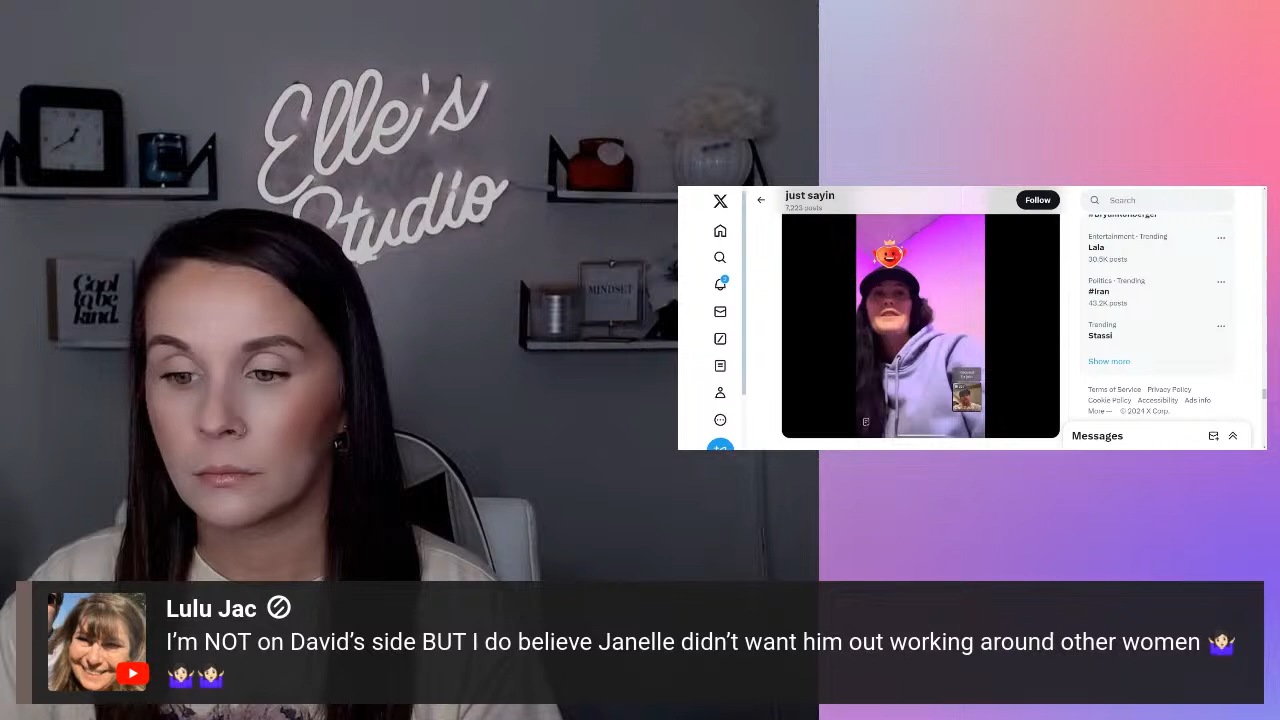 Elle's
Studio
Cool
to be
kind.
MINDSET
just sayin
7,223 posts
Follow
Search
Entertainment · Trending
Lala
30.5K posts
Politics · Trending
#Iran
43.2K posts
Trending
Stassi
Show more
Terms of Service Privacy Policy
Cookie Policy Accessibility Ads info
More ··· © 2024 X Corp.
Messages
Lulu Jac
I’m NOT on David’s side BUT I do believe Janelle didn’t want him out working around other women 🤷🏻‍♀️
🤷🏻‍♀️🤷🏻‍♀️